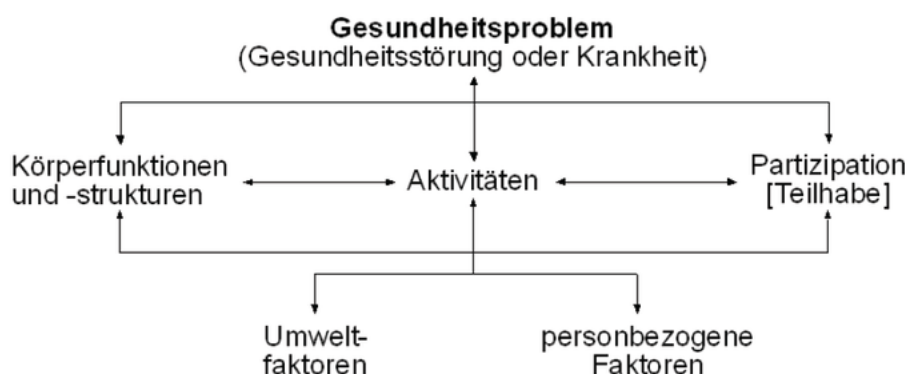 Gesundheitsproblem
(Gesundheitsstörung oder Krankheit)
Körperfunktionen
und -strukturen
Aktivitäten
Partizipation
[Teilhabe]
Umwelt-
faktoren
personbezogene
Faktoren